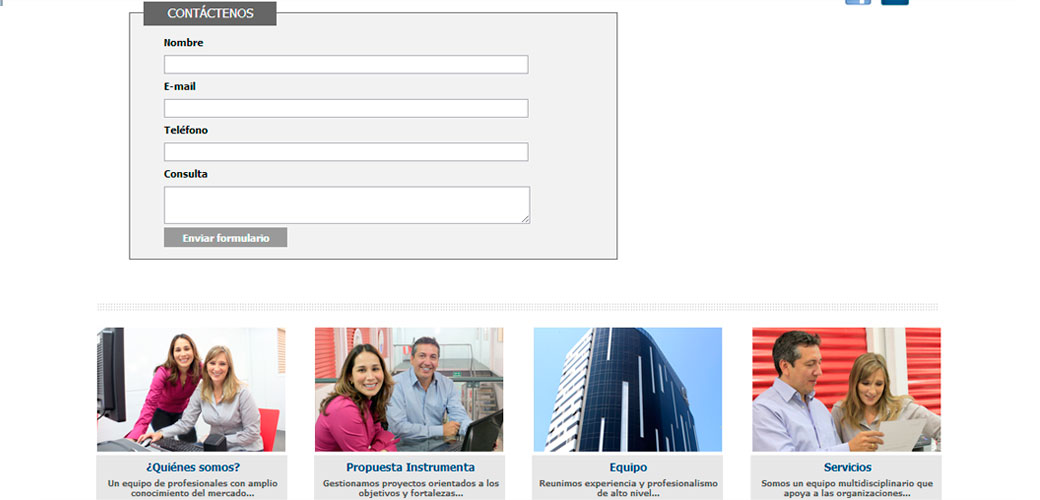 CONTÁCTENOS
Nombre
E-mail
Teléfono
Consulta
Enviar formulario
¿Quiénes somos?
Un equipo de profesionales con amplio
conocimiento del mercado...
Propuesta Instrumenta
Gestionamos proyectos orientados a los
objetivos y fortalezas...
Equipo
Reunimos experiencia y profesionalismo
de alto nivel...
Servicios
Somos un equipo multidisciplinario que
apoya a las organizaciones...